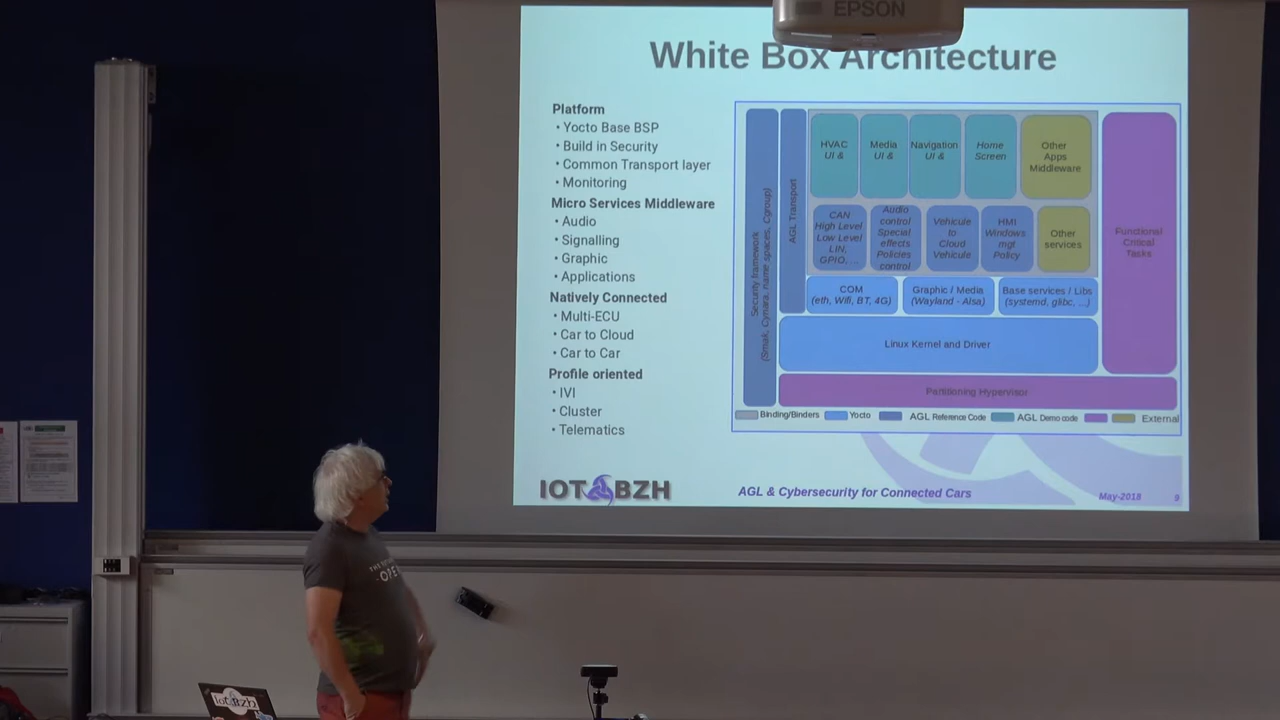 EPSON
White Box Architecture
Platform
• Yocto Base BSP
• Build in Security
• Common Transport layer
• Monitoring
Micro Services Middleware
• Audio
• Signalling
• Graphic
• Applications
Natively Connected
• Multi-ECU
• Car to Cloud
• Car to Car
Profile oriented
• IVI
• Cluster
• Telematics
Security framework
(Smak, Cynara, name spaces, Cgroup)
AGL Transport
HVAC
UI &
Media
UI &
Navigation
UI &
Home
Screen
Other
Apps
Middleware
CAN
High Level
Low Level
LIN,
GPIO, ...
Audio
control
Special
effects
Policies
control
Vehicule
to
Cloud
Vehicule
HMI
Windows
mgt
Policy
Other
services
Functional
Critical
Tasks
COM
(eth, Wifi, BT, 4G)
Graphic / Media
(Wayland - Alsa)
Base services / Libs
(systemd, glibc, ...)
Linux Kernel and Driver
Partitioning Hypervisor
Binding/Binders Yocto AGL Reference Code AGL Demo code External
IOT BZH
AGL & Cybersecurity for Connected Cars
May-2018 9
IoT Bzh